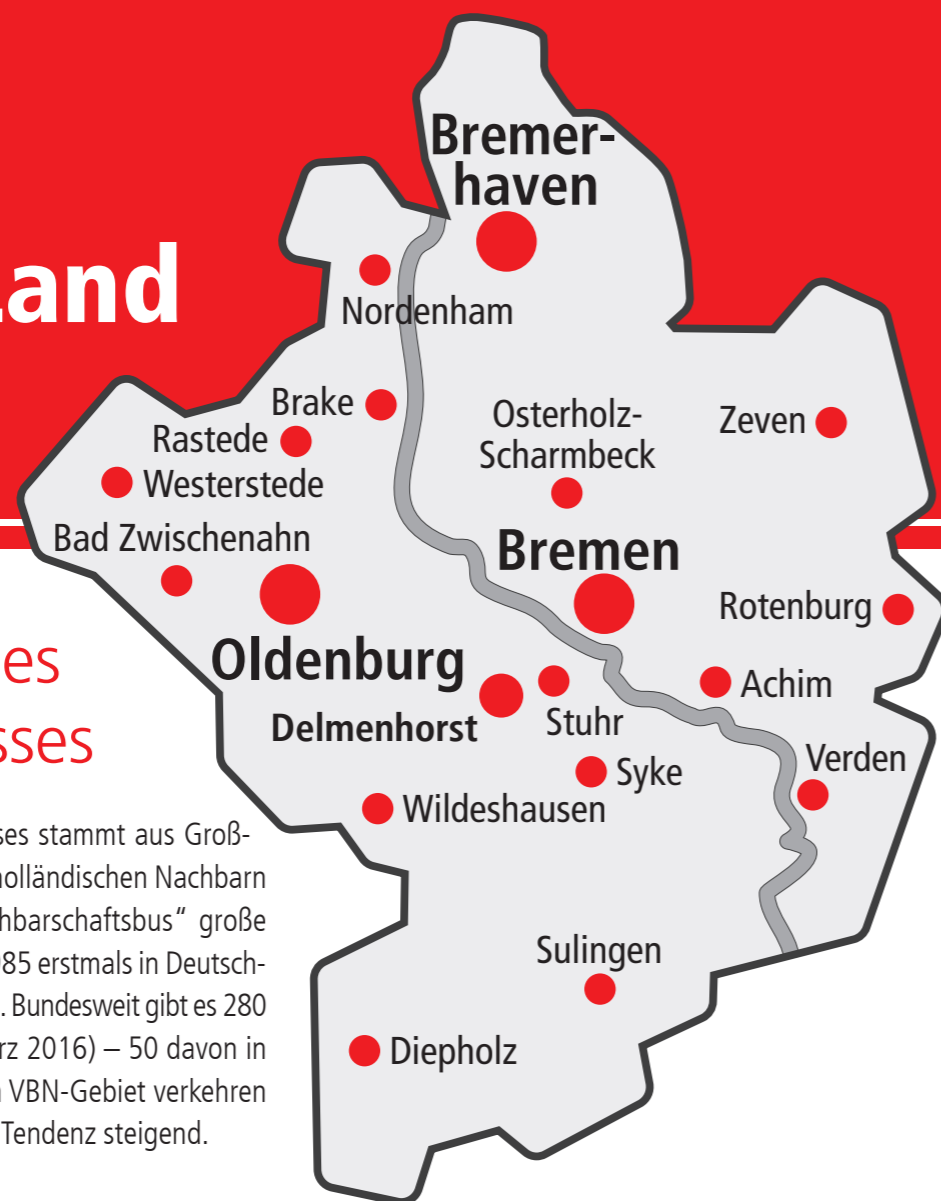 Land
Bremer-
haven
Nordenham
Brake
Rastede
Westerstede
Osterholz-
Scharmbeck
Zeven
Bad Zwischenahn
Bremen
Rotenburg
Oldenburg
Delmenhorst
Stuhr
Achim
Syke
Verden
Wildeshausen
Sulingen
Diepholz
es
sses
ses stammt aus Groß-
holländischen Nachbarn
chbarschaftsbus“ große
985 erstmals in Deutsch-
. Bundesweit gibt es 280
rz 2016) – 50 davon in
VBN-Gebiet verkehren
Tendenz steigend.